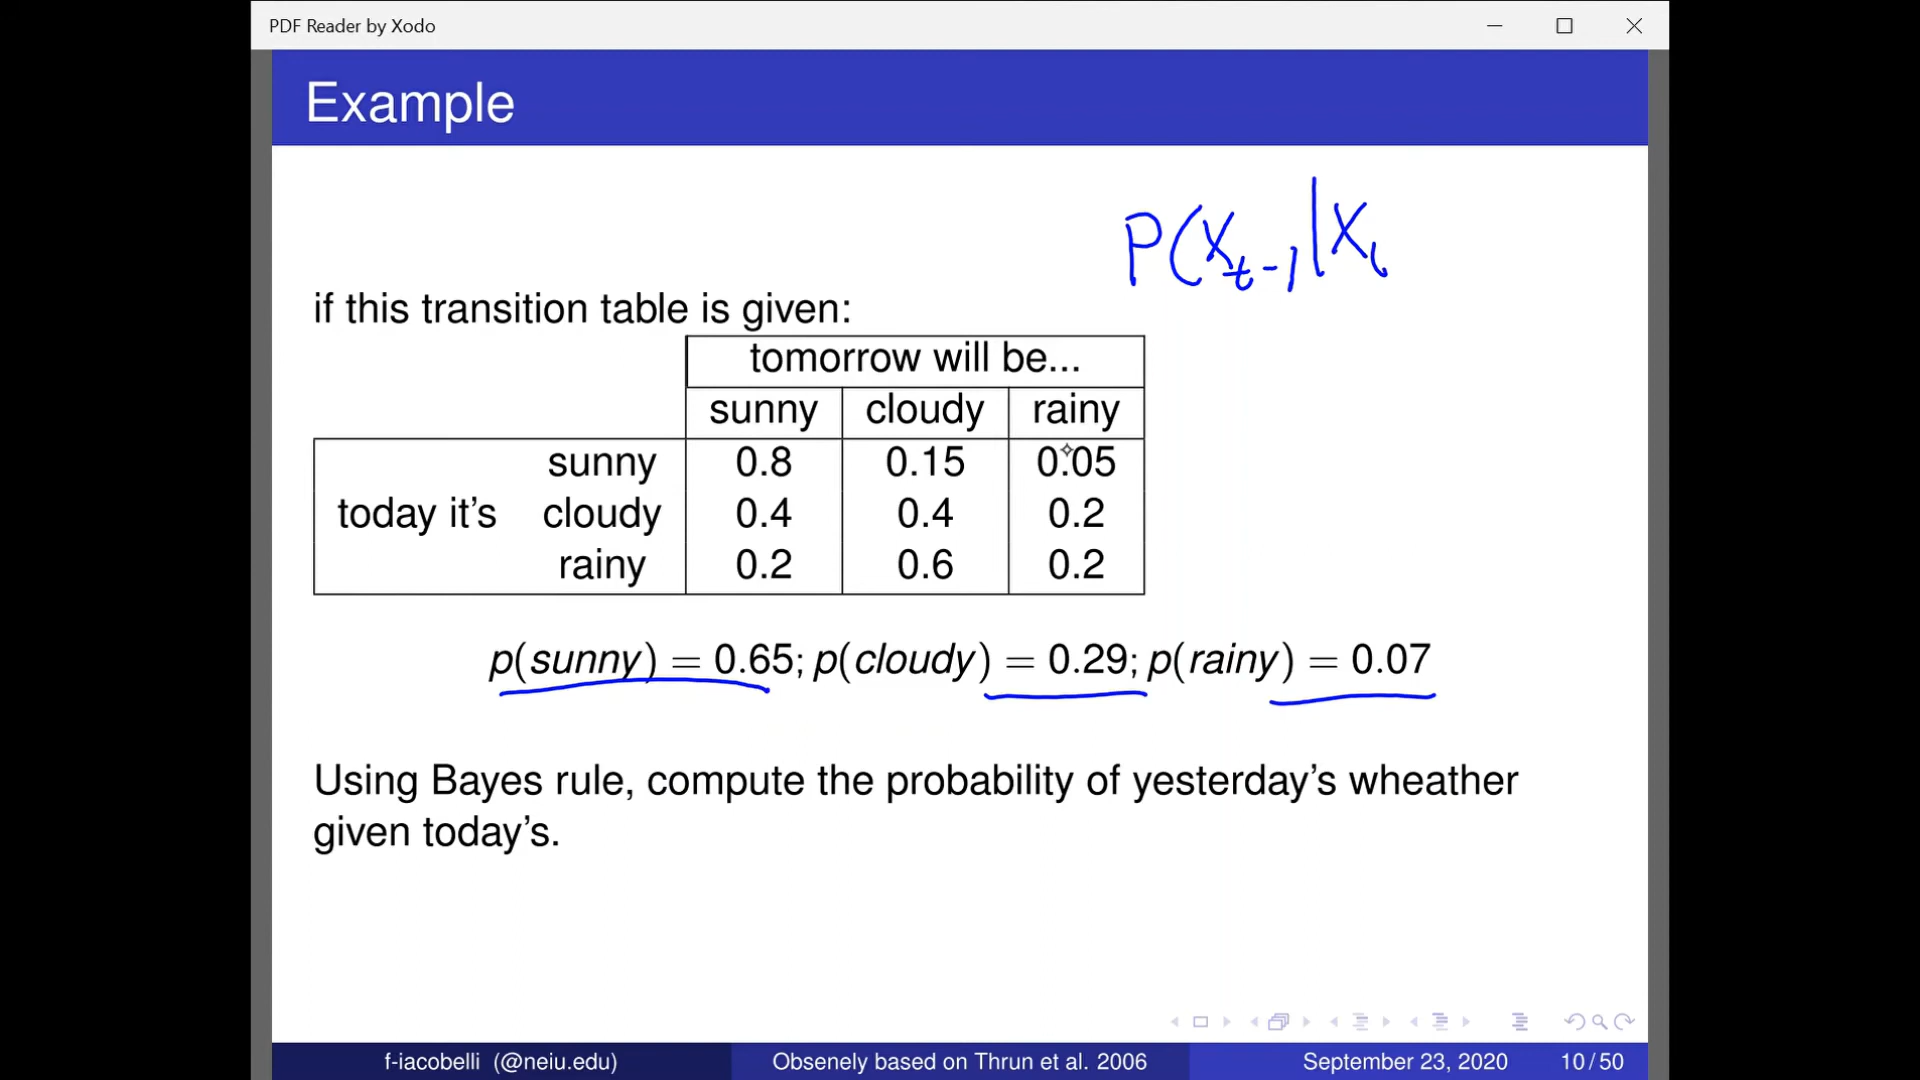 PDF Reader by Xodo
Example
P(X_{t-1}|X_t
if this transition table is given:
tomorrow will be...
sunny cloudy rainy
sunny 0.8 0.15 0.05
today it's cloudy 0.4 0.4 0.2
rainy 0.2 0.6 0.2
p(sunny) = 0.65; p(cloudy) = 0.29; p(rainy) = 0.07
Using Bayes rule, compute the probability of yesterday's wheather
given today's.
f-iacobelli (@neiu.edu) Obsenely based on Thrun et al. 2006 September 23, 2020 10/50